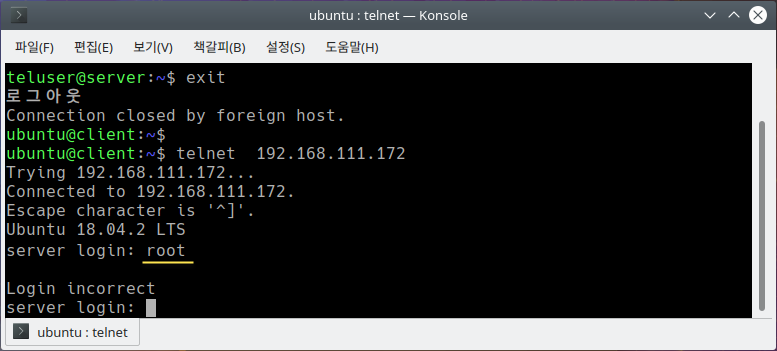 ubuntu : telnet — Konsole
파일(F) 편집(E) 보기(V) 책갈피(B) 설정(S) 도움말(H)
teluser@server:~$ exit
로그아웃
Connection closed by foreign host.
ubuntu@client:~$
ubuntu@client:~$ telnet  192.168.111.172
Trying 192.168.111.172...
Connected to 192.168.111.172.
Escape character is '^]'.
Ubuntu 18.04.2 LTS
server login: root
Login incorrect
server login:
ubuntu : telnet